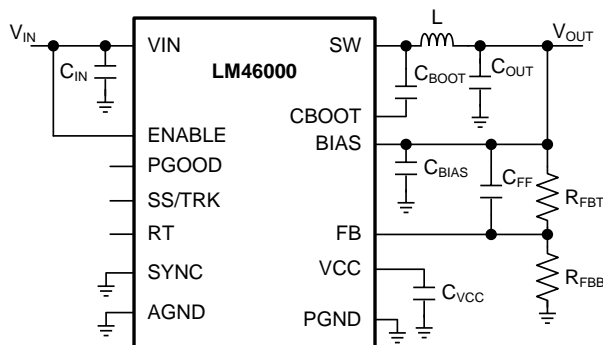 VIN
VIN
SW
L
VOUT
CIN
LM46000
CBOOT
COUT
CBOOT
ENABLE
BIAS
PGOOD
CBIAS
CFF
RFBT
SS/TRK
RT
FB
SYNC
VCC
RFBB
CVCC
AGND
PGND